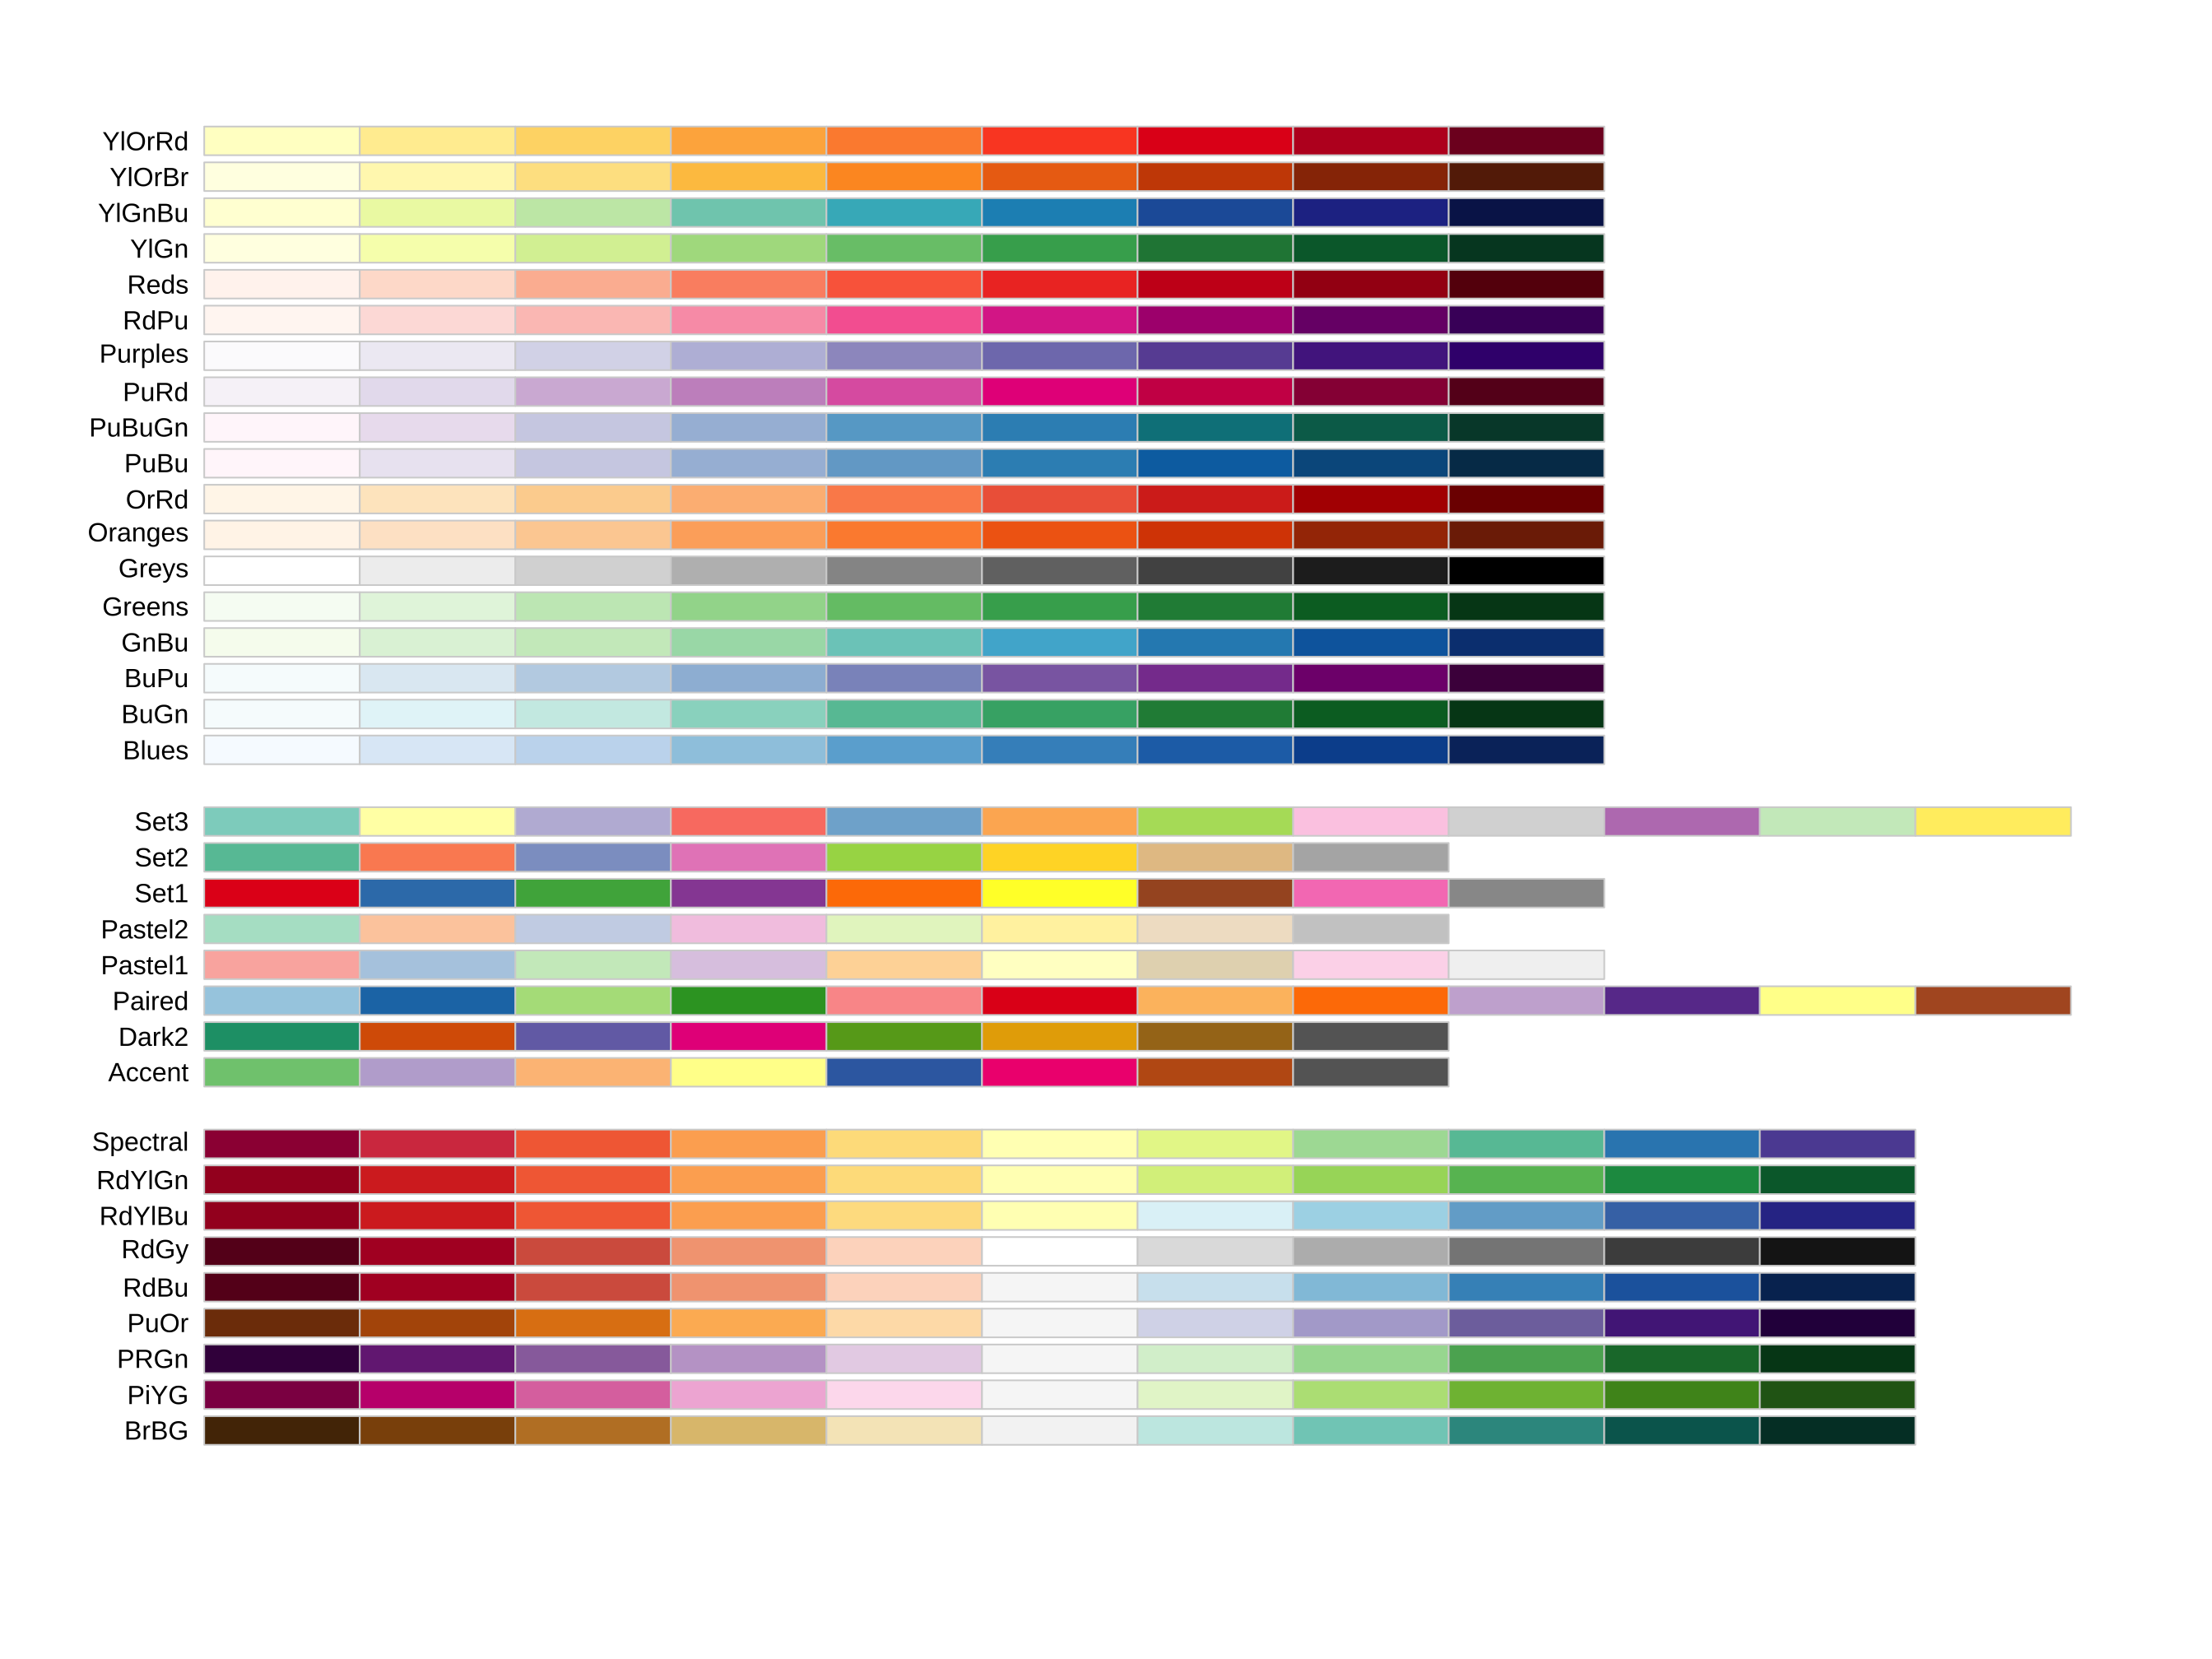 YlOrRd
YlOrBr
YlGnBu
YlGn
Reds
RdPu
Purples
PuRd
PuBuGn
PuBu
OrRd
Oranges
Greys
Greens
GnBu
BuPu
BuGn
Blues
Set3
Set2
Set1
Pastel2
Pastel1
Paired
Dark2
Accent
Spectral
RdYlGn
RdYlBu
RdGy
RdBu
PuOr
PRGn
PiYG
BrBG